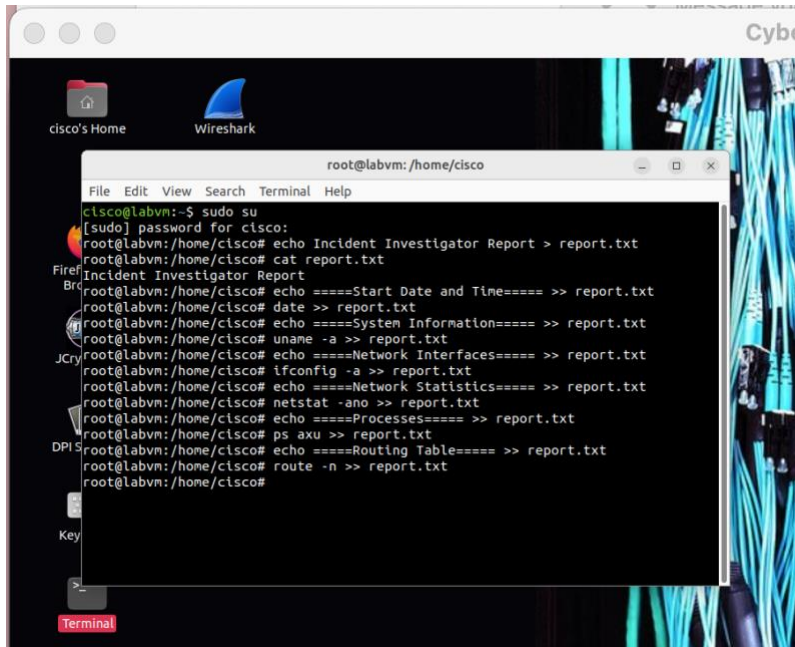 Cyb
cisco's Home
Wireshark
root@labvm: /home/cisco
File Edit View Search Terminal Help
cisco@labvm:~$ sudo su
[sudo] password for cisco:
root@labvm:/home/cisco# echo Incident Investigator Report > report.txt
root@labvm:/home/cisco# cat report.txt
Incident Investigator Report
root@labvm:/home/cisco# echo =====Start Date and Time===== >> report.txt
root@labvm:/home/cisco# date >> report.txt
root@labvm:/home/cisco# echo =====System Information===== >> report.txt
root@labvm:/home/cisco# uname -a >> report.txt
root@labvm:/home/cisco# echo =====Network Interfaces===== >> report.txt
root@labvm:/home/cisco# ifconfig -a >> report.txt
root@labvm:/home/cisco# echo =====Network Statistics===== >> report.txt
root@labvm:/home/cisco# netstat -ano >> report.txt
root@labvm:/home/cisco# echo =====Processes===== >> report.txt
root@labvm:/home/cisco# ps axu >> report.txt
root@labvm:/home/cisco# echo =====Routing Table===== >> report.txt
root@labvm:/home/cisco# route -n >> report.txt
root@labvm:/home/cisco#
Firef
Bro
JCry
DPI S
Key
Terminal